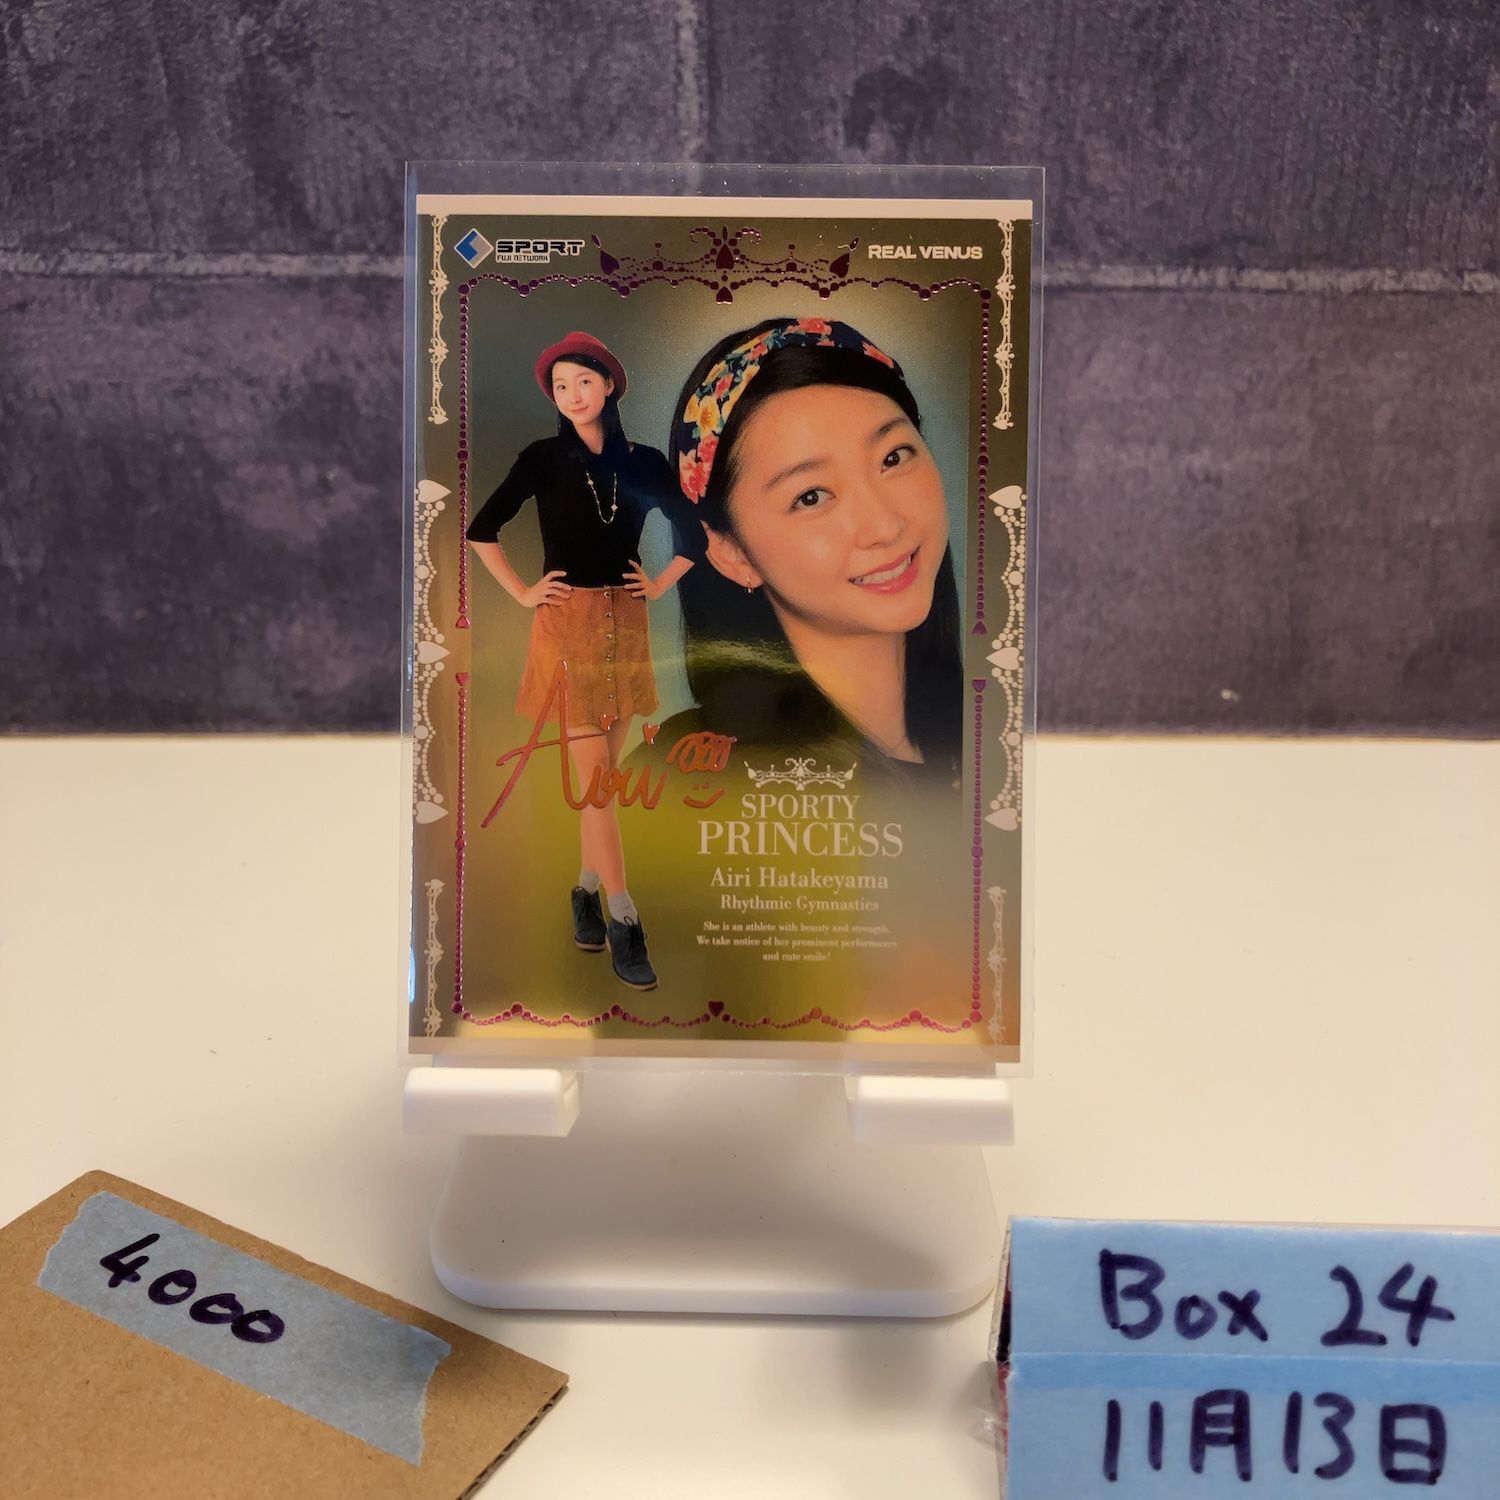 SPORT
FUJI NETWORK
REAL VENUS
Airi
SPORTY
PRINCESS
Airi Hatakeyama
Rhythmic Gymnastics
She is an athlete with beauty and strength.
We take notice of her prominent performance
and cute smile!
4000
Box 24
11月13日